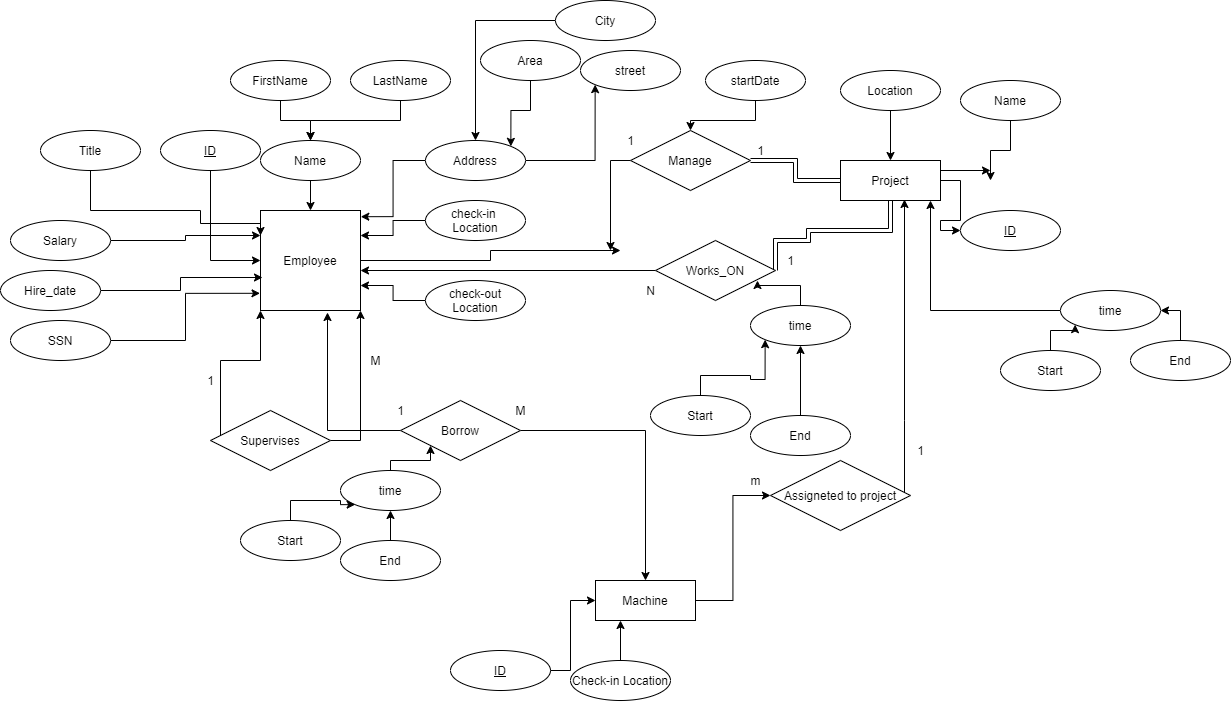 City
Area
street
FirstName
LastName
startDate
Location
Name
Title
ID
Name
Address
1
Manage
1
Project
check-in
Location
Salary
Employee
ID
Works_ON
1
Hire_date
N
check-out
Location
time
time
SSN
Start
End
1
M
Supervises
1
Borrow
M
Start
End
1
time
m
Assigneted to project
Start
End
Machine
ID
Check-in Location